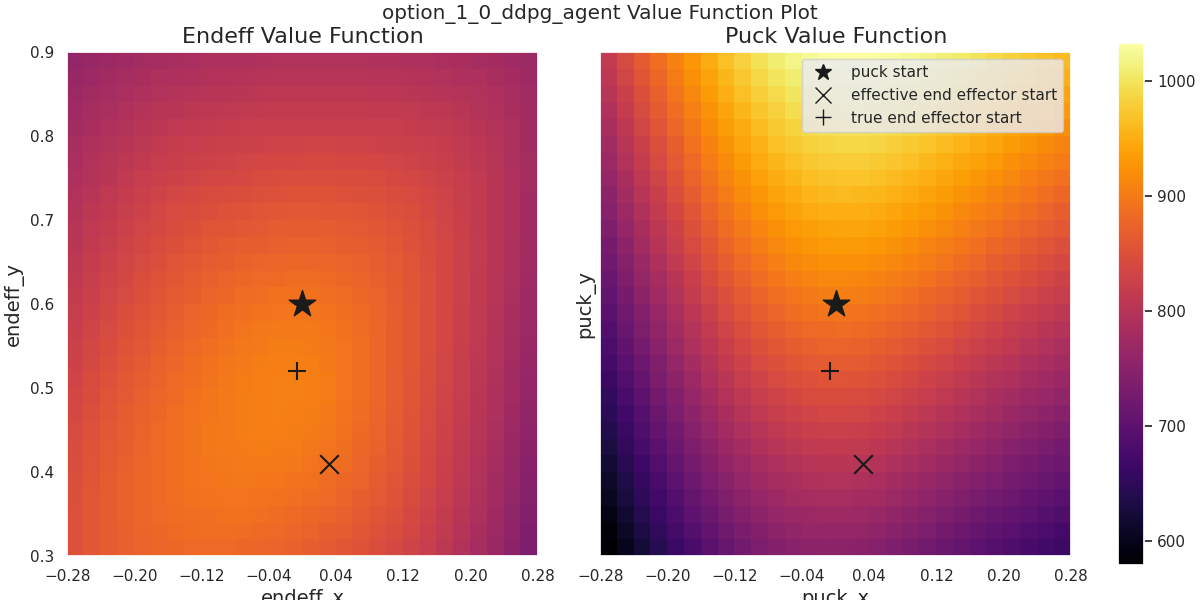 option_1_0_ddpg_agent Value Function Plot
Endeff Value Function
Puck Value Function
0.9
0.8
0.7
0.6
0.5
0.4
0.3
endeff_y
−0.28
−0.20
−0.12
−0.04
0.04
0.12
0.20
0.28
endeff_x
puck start
effective end effector start
true end effector start
puck_y
−0.28
−0.20
−0.12
−0.04
0.04
0.12
0.20
0.28
puck_x
1000
900
800
700
600